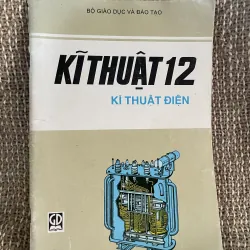 BỘ GIÁO DỤC VÀ ĐÀO TẠO
KĨ THUẬT 12
KĨ THUẬT ĐIỆN